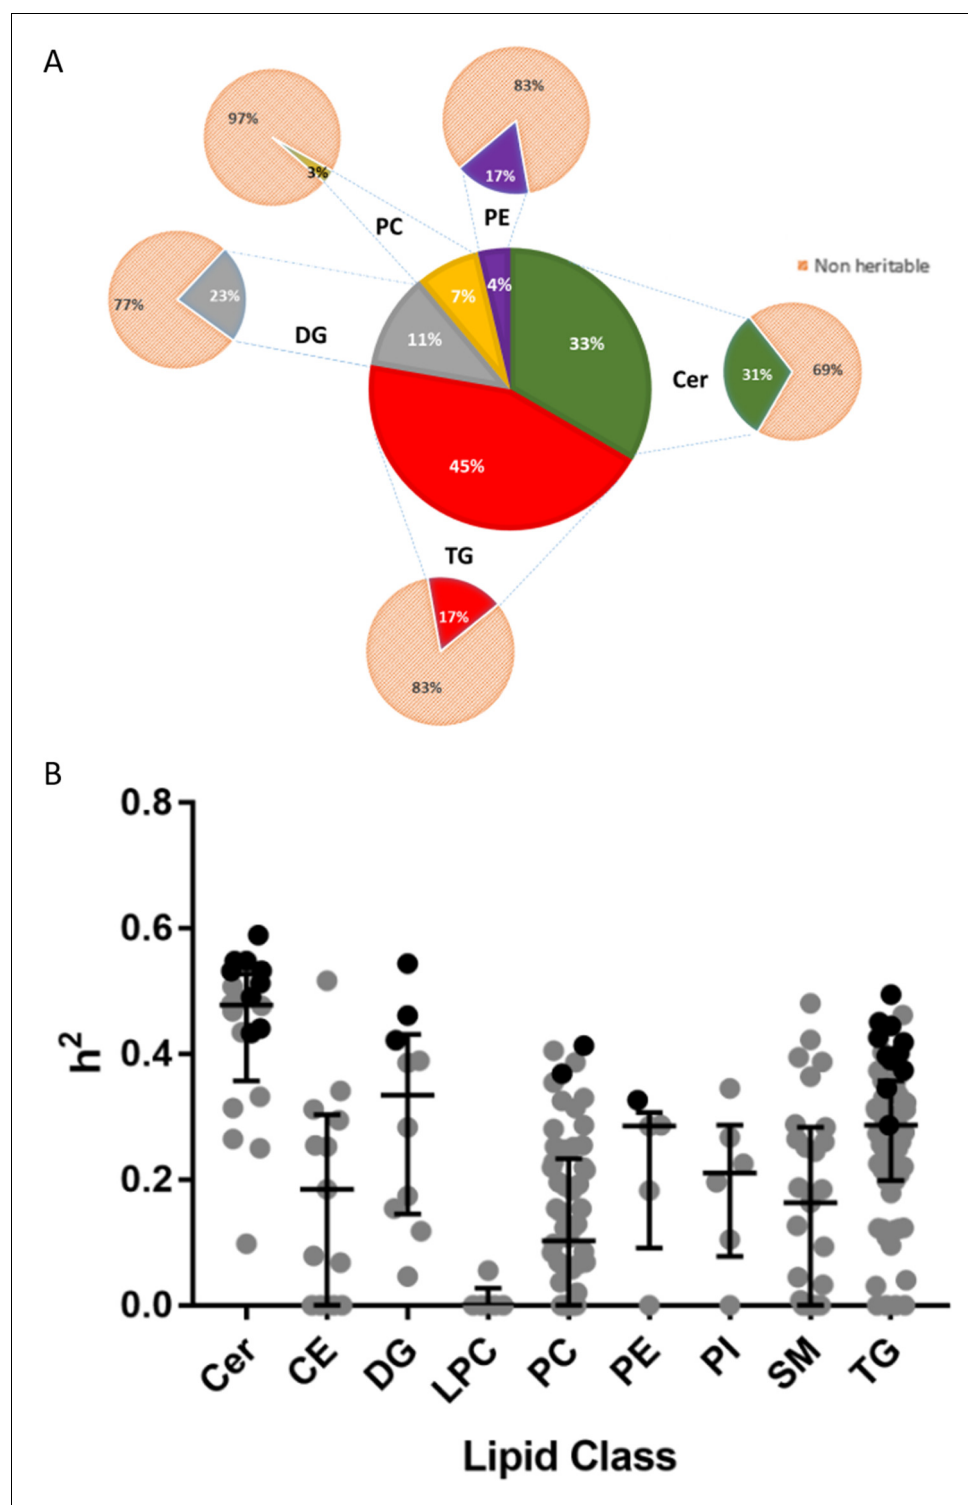 A
83%
97%
3%
17%
PC
PE
4%
Non heritable
77%
23%
7%
DG
11%
33%
Cer
31%
69%
45%
TG
17%
83%
B
0.8
0.6
0.4
0.2
0.0
h²
Cer CE DG LPC PC PE PI SM TG
Lipid Class